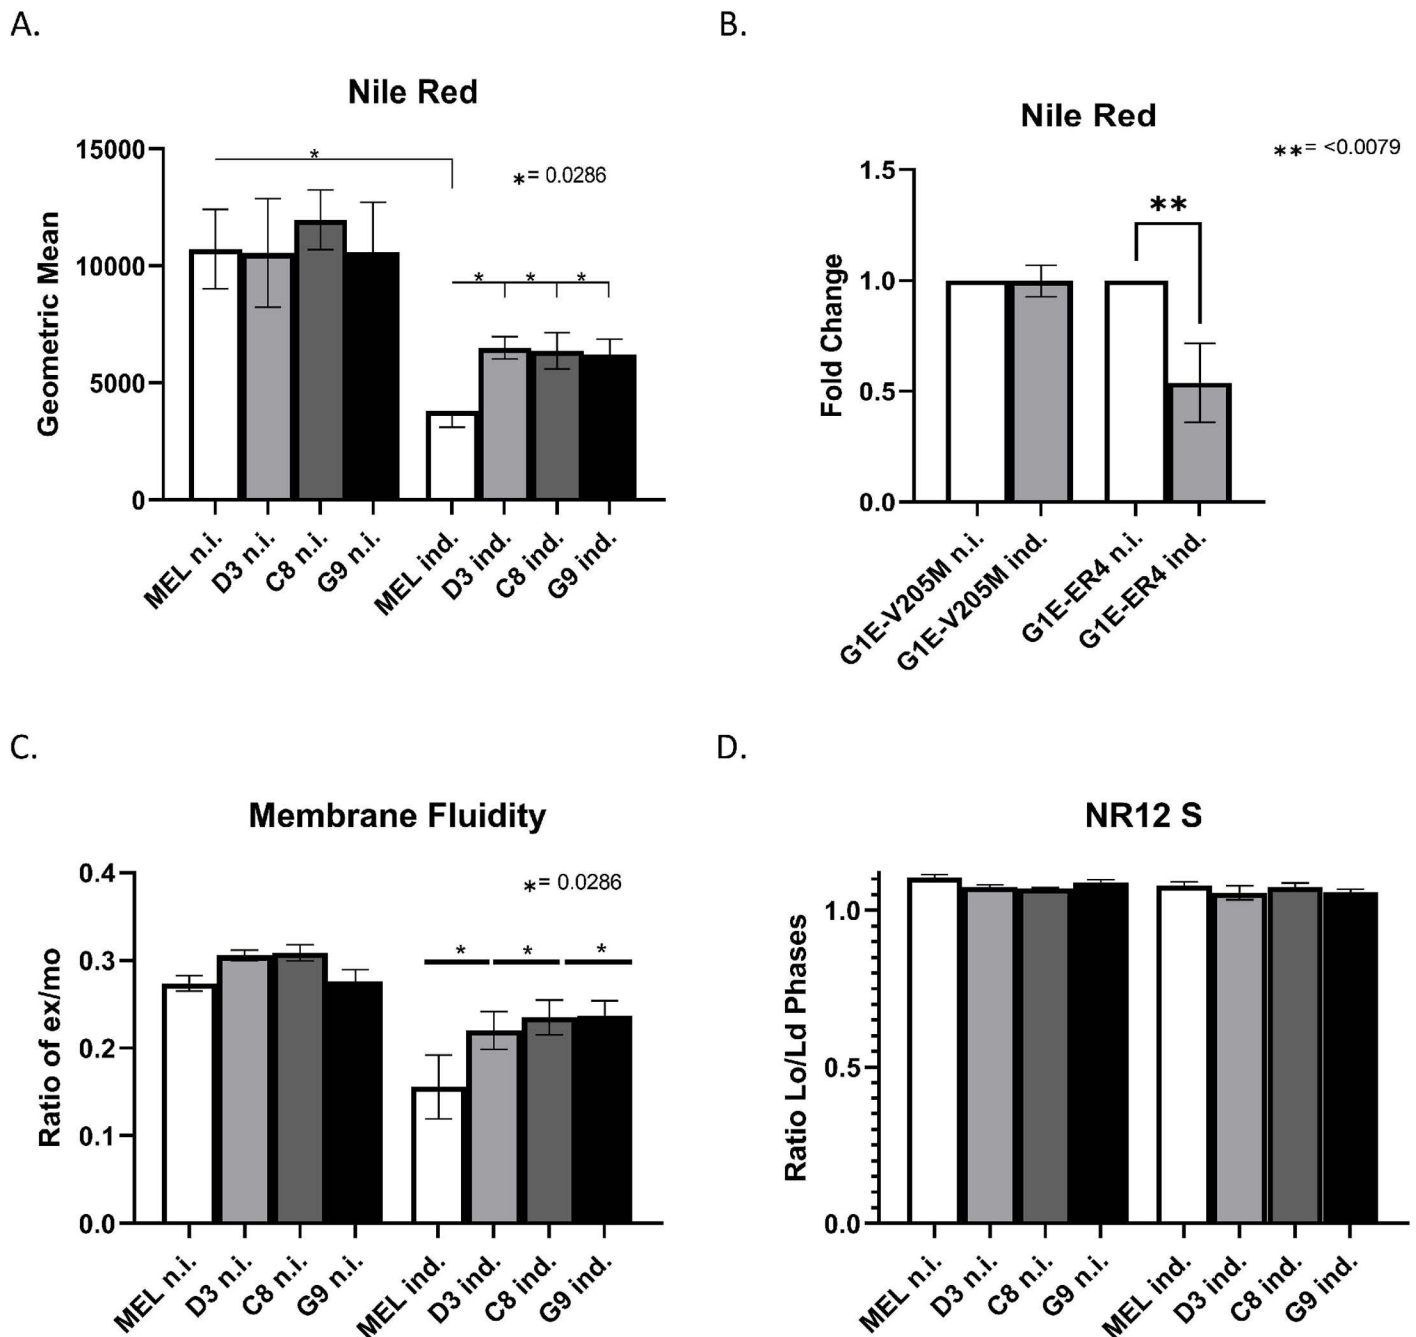 A.
Nile Red
Geometric Mean
15000
10000
5000
0
*
*= 0.0286
* * *
MEL n.i.
D3 n.i.
C8 n.i.
G9 n.i.
MEL ind.
D3 ind.
C8 ind.
G9 ind.
B.
Nile Red
**= <0.0079
Fold Change
1.5
1.0
0.5
0.0
**
G1E-V205M n.i.
G1E-V205M ind.
G1E-ER4 n.i.
G1E-ER4 ind.
C.
Membrane Fluidity
Ratio of ex/mo
0.4
0.3
0.2
0.1
0.0
*= 0.0286
* * *
MEL n.i.
D3 n.i.
C8 n.i.
G9 n.i.
MEL ind.
D3 ind.
C8 ind.
G9 ind.
D.
NR12 S
Ratio Lo/Ld Phases
1.0
0.5
0.0
MEL n.i.
D3 n.i.
C8 n.i.
G9 n.i.
MEL ind.
D3 ind.
C8 ind.
G9 ind.